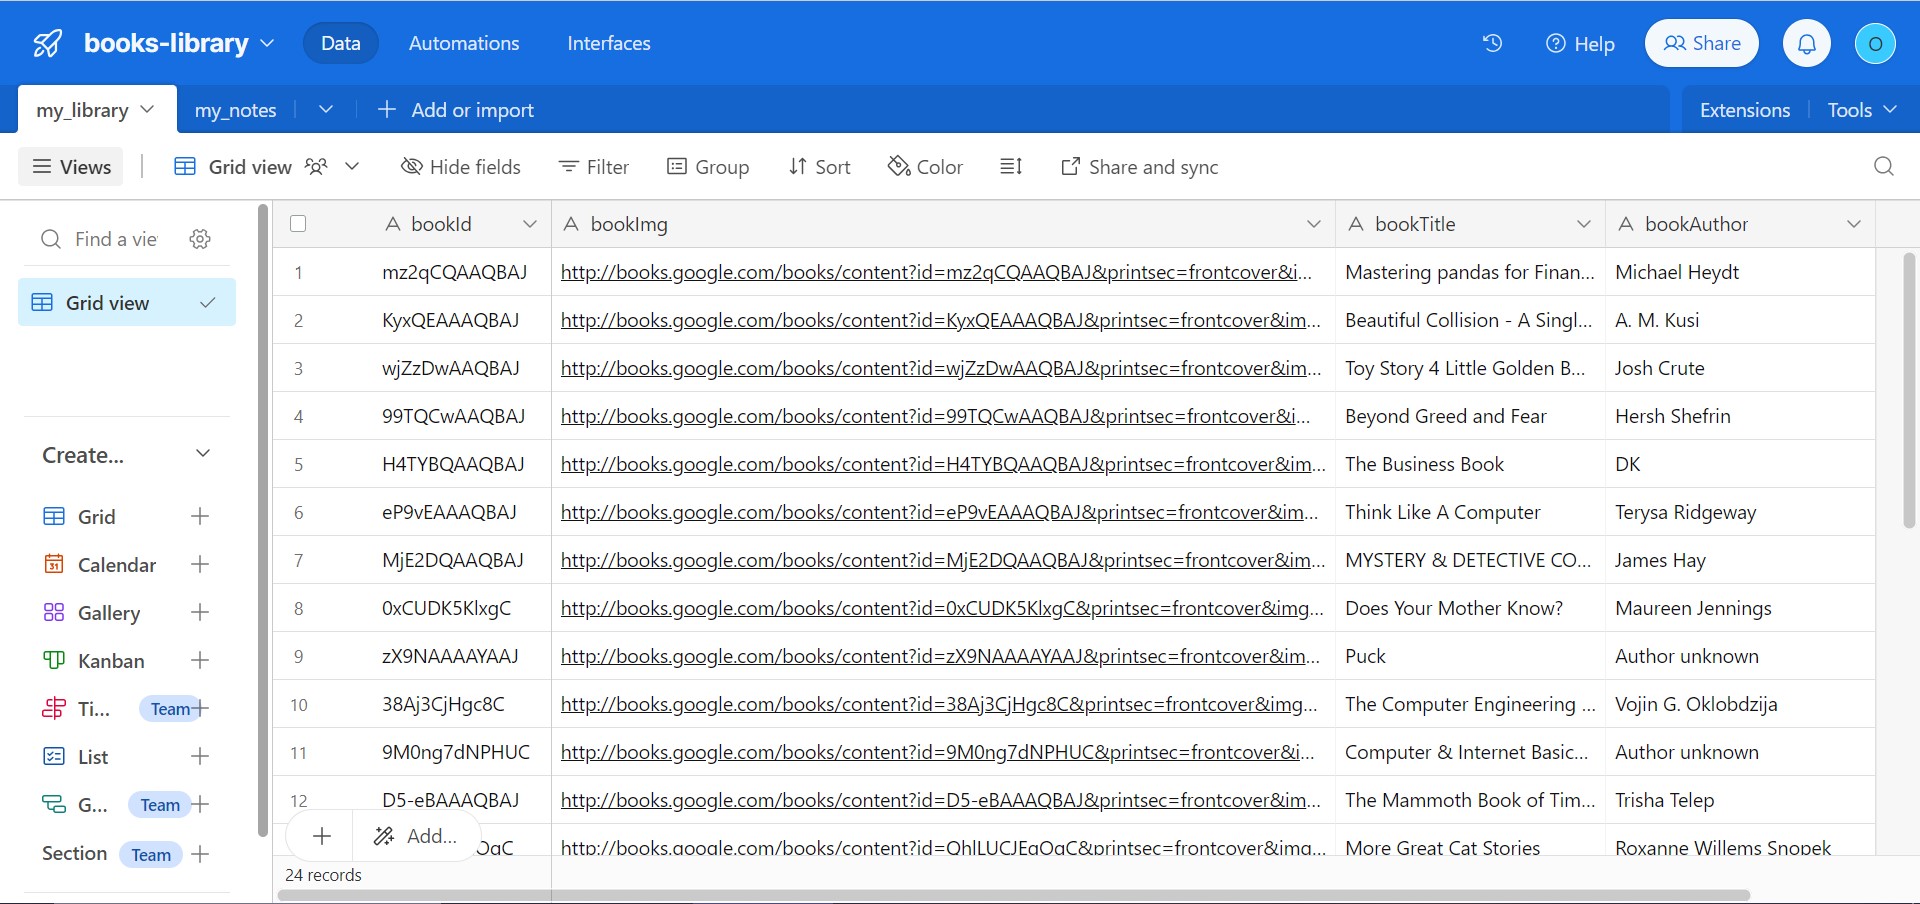 books-library Data Automations Interfaces Help Share O
my_library my_notes Add or import Extensions Tools
Views Grid view Hide fields Filter Group Sort Color Share and sync
Find a vie
Grid view
Create...
Grid
Calendar
Gallery
Kanban
Ti... Team
List
G... Team
Section Team
A bookId A bookImg A bookTitle A bookAuthor
1 mz2qCQAAQBAJ http://books.google.com/books/content?id=mz2qCQAAQBAJ&printsec=frontcover&i... Mastering pandas for Finan... Michael Heydt
2 KyxQEAAAQBAJ http://books.google.com/books/content?id=KyxQEAAAQBAJ&printsec=frontcover&im... Beautiful Collision - A Singl... A. M. Kusi
3 wjZzDwAAQBAJ http://books.google.com/books/content?id=wjZzDwAAQBAJ&printsec=frontcover&im... Toy Story 4 Little Golden B... Josh Crute
4 99TQCwAAQBAJ http://books.google.com/books/content?id=99TQCwAAQBAJ&printsec=frontcover&i... Beyond Greed and Fear Hersh Shefrin
5 H4TYBQAAQBAJ http://books.google.com/books/content?id=H4TYBQAAQBAJ&printsec=frontcover&im... The Business Book DK
6 eP9vEAAAQBAJ http://books.google.com/books/content?id=eP9vEAAAQBAJ&printsec=frontcover&im... Think Like A Computer Terysa Ridgeway
7 MjE2DQAAQBAJ http://books.google.com/books/content?id=MjE2DQAAQBAJ&printsec=frontcover&im... MYSTERY & DETECTIVE CO... James Hay
8 0xCUDK5KlxgC http://books.google.com/books/content?id=0xCUDK5KlxgC&printsec=frontcover&img... Does Your Mother Know? Maureen Jennings
9 zX9NAAAAYAAJ http://books.google.com/books/content?id=zX9NAAAAYAAJ&printsec=frontcover&im... Puck Author unknown
10 38Aj3CjHgc8C http://books.google.com/books/content?id=38Aj3CjHgc8C&printsec=frontcover&img... The Computer Engineering ... Vojin G. Oklobdzija
11 9M0ng7dNPHUC http://books.google.com/books/content?id=9M0ng7dNPHUC&printsec=frontcover&i... Computer & Internet Basic... Author unknown
12 D5-eBAAAQBAJ http://books.google.com/books/content?id=D5-eBAAAQBAJ&printsec=frontcover&im... The Mammoth Book of Tim... Trisha Telep
Add... OqC http://books.google.com/books/content?id=OhlLUCJEqOqC&printsec=frontcover&img... More Great Cat Stories Roxanne Willems Snopek
24 records